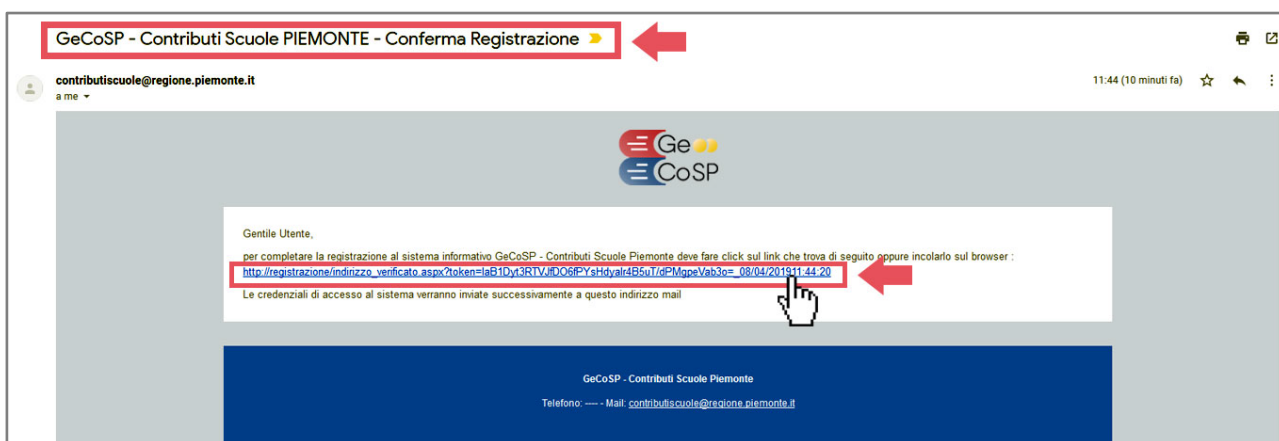 GeCoSP - Contributi Scuole PIEMONTE - Conferma Registrazione
contributiscuole@regione.piemonte.it
11:44 (10 minuti fa)
a me
Ge
CoSP
Gentile Utente,
per completare la registrazione al sistema informativo GeCoSP - Contributi Scuole Piemonte deve fare click sul link che trova di seguito oppure incolarlo sul browser :
http://registrazione/indirizzo_verificato.aspx?token=IaB1Dyt3RTVJfDO6fPYsHdyalr4B5uT/dPMgpeVab3o=_08/04/201911:44:20
Le credenziali di accesso al sistema verranno inviate successivamente a questo indirizzo mail
GeCoSP - Contributi Scuole Piemonte
Telefono: ---- - Mail: contributiscuole@regione.piemonte.it